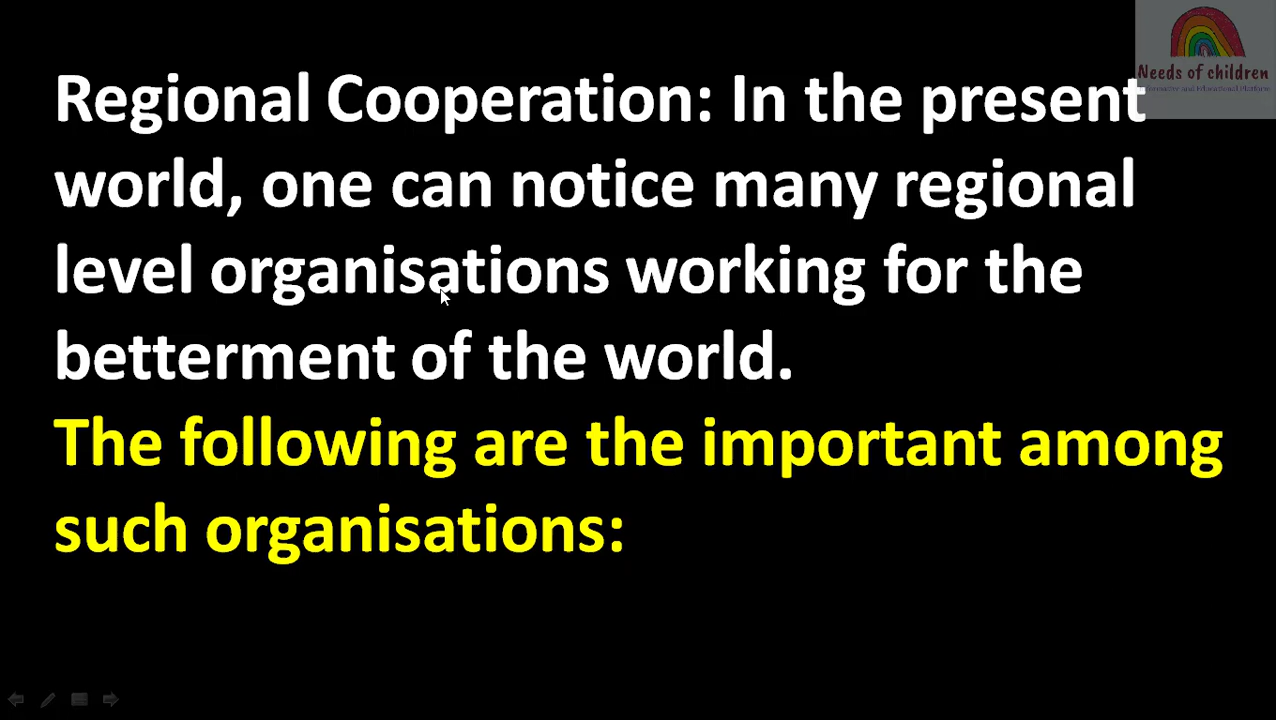 Needs of children
Regional Cooperation: In the present
world, one can notice many regional
level organisations working for the
betterment of the world.
The following are the important among
such organisations: